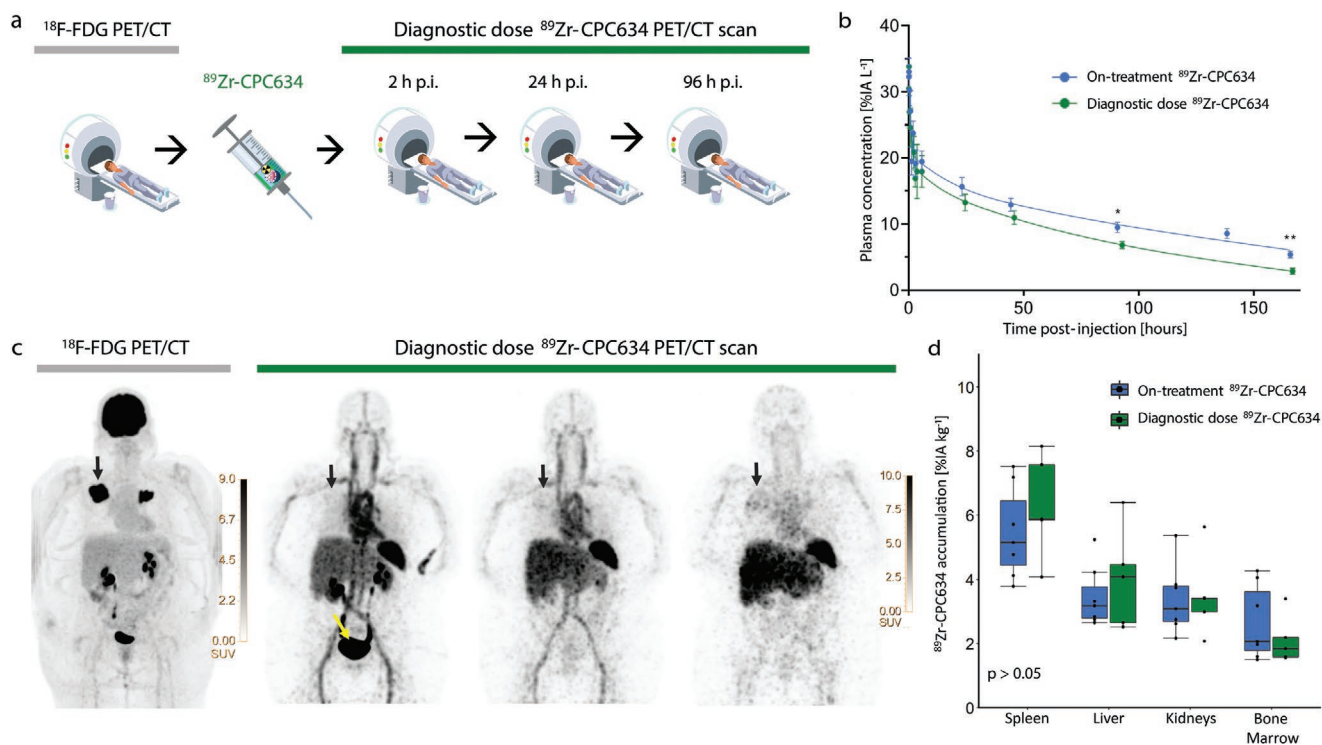 a
¹⁸F-FDG PET/CT
Diagnostic dose ⁸⁹Zr-CPC634 PET/CT scan
⁸⁹Zr-CPC634
2 h p.i.
24 h p.i.
96 h p.i.
b
Plasma concentration [%IA L⁻¹]
40
30
20
10
0
On-treatment ⁸⁹Zr-CPC634
Diagnostic dose ⁸⁹Zr-CPC634
*
**
0
50
100
150
Time post-injection [hours]
c
¹⁸F-FDG PET/CT
Diagnostic dose ⁸⁹Zr-CPC634 PET/CT scan
9.0
6.7
4.5
2.2
0.00
SUV
10.0
7.5
5.0
2.5
0.00
SUV
d
⁸⁹Zr-CPC634 accumulation [%IA kg⁻¹]
10
8
6
4
2
0
On-treatment ⁸⁹Zr-CPC634
Diagnostic dose ⁸⁹Zr-CPC634
p > 0.05
Spleen
Liver
Kidneys
Bone
Marrow